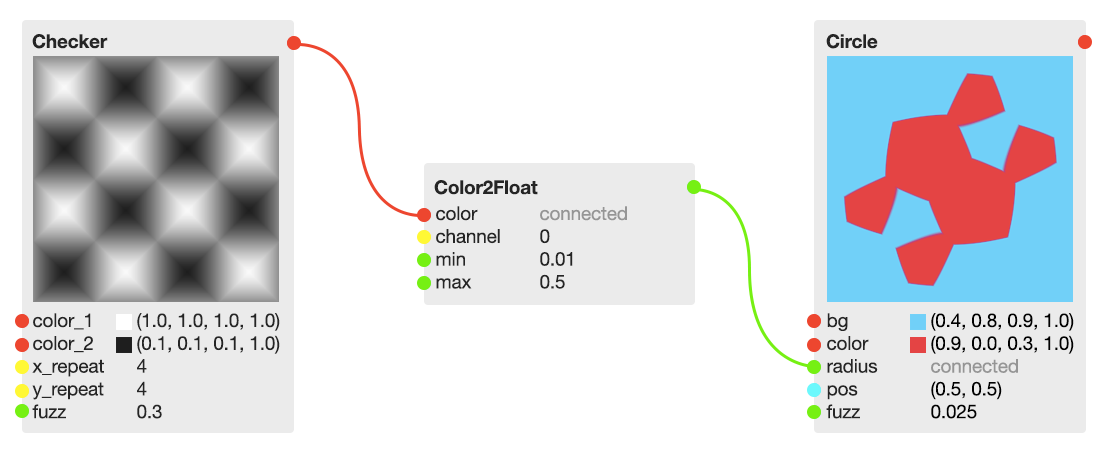 Checker
color_1 (1.0, 1.0, 1.0, 1.0)
color_2 (0.1, 0.1, 0.1, 1.0)
x_repeat 4
y_repeat 4
fuzz 0.3
Color2Float
color connected
channel 0
min 0.01
max 0.5
Circle
bg (0.4, 0.8, 0.9, 1.0)
color (0.9, 0.0, 0.3, 1.0)
radius connected
pos (0.5, 0.5)
fuzz 0.025